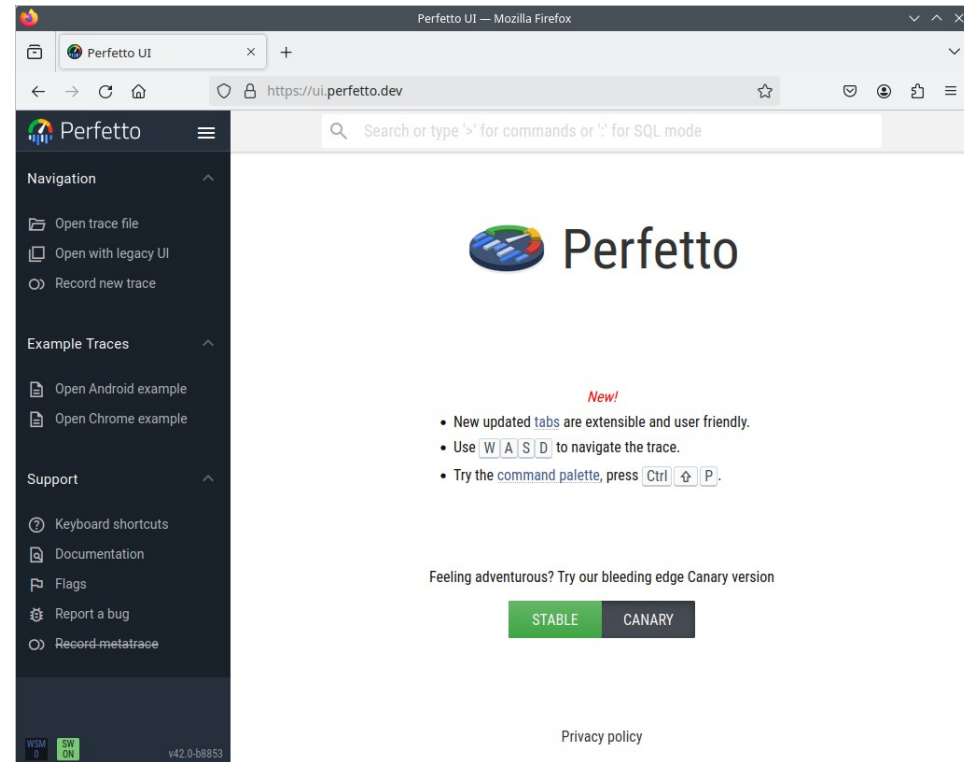 Perfetto UI — Mozilla Firefox
Perfetto UI
https://ui.perfetto.dev
Perfetto
Search or type '>' for commands or ':' for SQL mode
Navigation
Open trace file
Open with legacy UI
Record new trace
Example Traces
Open Android example
Open Chrome example
Support
Keyboard shortcuts
Documentation
Flags
Report a bug
Record metatrace
WSM
0
SW
ON
v42.0-b8853
Perfetto
New!
• New updated tabs are extensible and user friendly.
• Use W A S D to navigate the trace.
• Try the command palette, press Ctrl ⇧ P.
Feeling adventurous? Try our bleeding edge Canary version
STABLE CANARY
Privacy policy